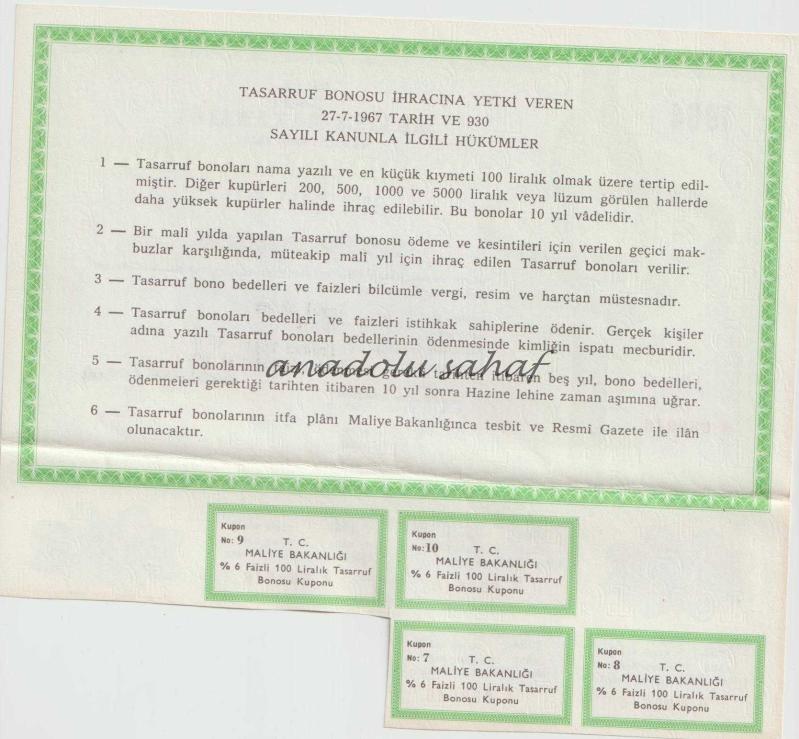 TASARRUF BONOSU İHRACINA YETKİ VEREN
27-7-1967 TARİH VE 930
SAYILI KANUNLA İLGİLİ HÜKÜMLER
1 — Tasarruf bonoları nama yazılı ve en küçük kıymeti 100 liralık olmak üzere tertip edil-
miştir. Diğer kupürleri 200, 500, 1000 ve 5000 liralık veya lüzum görülen hallerde
daha yüksek kupürler halinde ihraç edilebilir. Bu bonolar 10 yıl vâdelidir.
2 — Bir malî yılda yapılan Tasarruf bonosu ödeme ve kesintileri için verilen geçici mak-
buzlar karşılığında, müteakip malî yıl için ihraç edilen Tasarruf bonoları verilir.
3 — Tasarruf bono bedelleri ve faizleri bilcümle vergi, resim ve harçtan müstesnadır.
4 — Tasarruf bonoları bedelleri ve faizleri istihkak sahiplerine ödenir. Gerçek kişiler
adına yazılı Tasarruf bonoları bedellerinin ödenmesinde kimliğin ispatı mecburidir.
anadolu sahaf
5 — Tasarruf bonolarının tarihten itibaren beş yıl, bono bedelleri,
ödenmeieri gerektiği tarihten itibaren 10 yıl sonra Hazine lehine zaman aşımına uğrar.
6 — Tasarruf bonolarının itfa plânı Maliye Bakanlığınca tesbit ve Resmî Gazete ile ilân
olunacaktır.
Kupon
No: 9 T. C.
MALİYE BAKANLIĞI
% 6 Faizli 100 Liralık Tasarruf
Bonosu Kuponu
Kupon
No: 10 T. C.
MALİYE BAKANLIĞI
% 6 Faizli 100 Liralık Tasarruf
Bonosu Kuponu
Kupon
No: 7 T. C.
MALİYE BAKANLIĞI
% 6 Faizli 100 Liralık Tasarruf
Bonosu Kuponu
Kupon
No: 8 T. C.
MALİYE BAKANLIĞI
% 6 Faizli 100 Liralık Tasarruf
Bonosu Kuponu